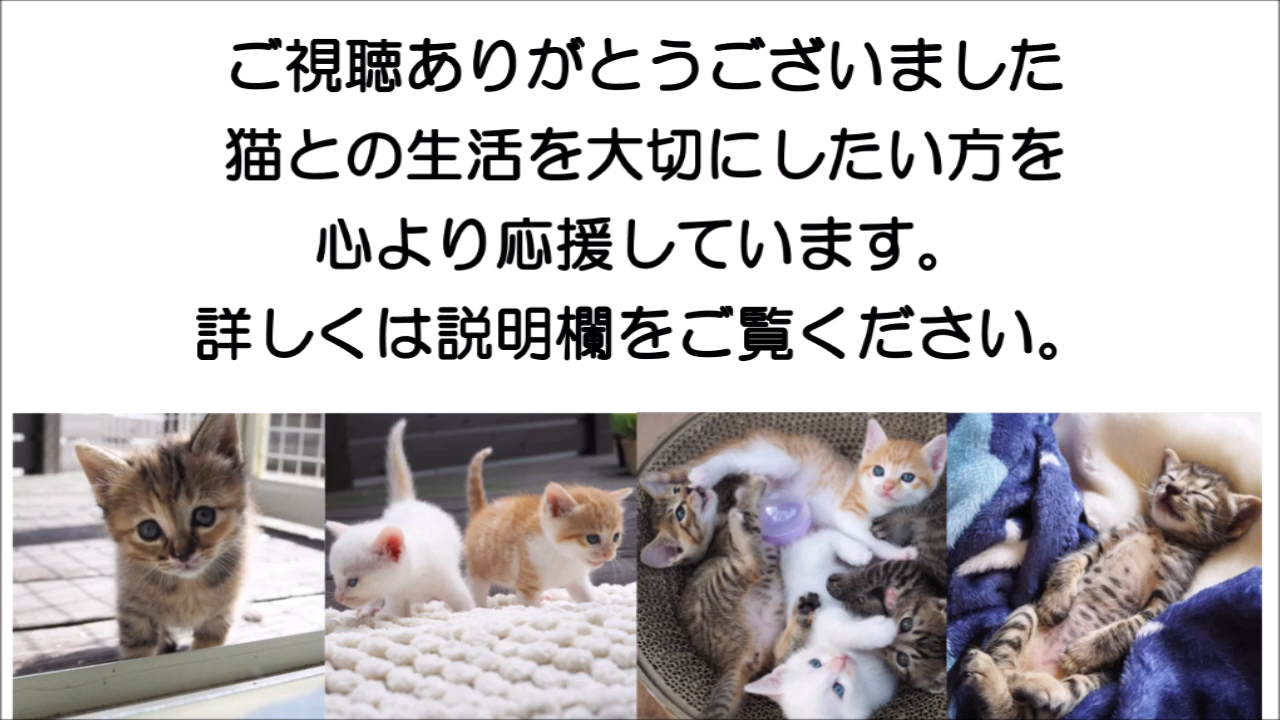 ご視聴ありがとうございました
猫との生活を大切にしたい方を
心より応援しています。
詳しくは説明欄をご覧ください。